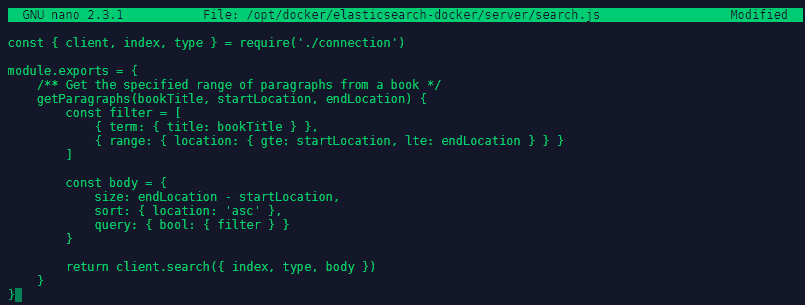 GNU nano 2.3.1 File: /opt/docker/elasticsearch-docker/server/search.js Modified
const { client, index, type } = require('./connection')
module.exports = {
    /** Get the specified range of paragraphs from a book */
    getParagraphs(bookTitle, startLocation, endLocation) {
        const filter = [
            { term: { title: bookTitle } },
            { range: { location: { gte: startLocation, lte: endLocation } } }
        ]
        const body = {
            size: endLocation - startLocation,
            sort: { location: 'asc' },
            query: { bool: { filter } }
        }
        return client.search({ index, type, body })
    }
}